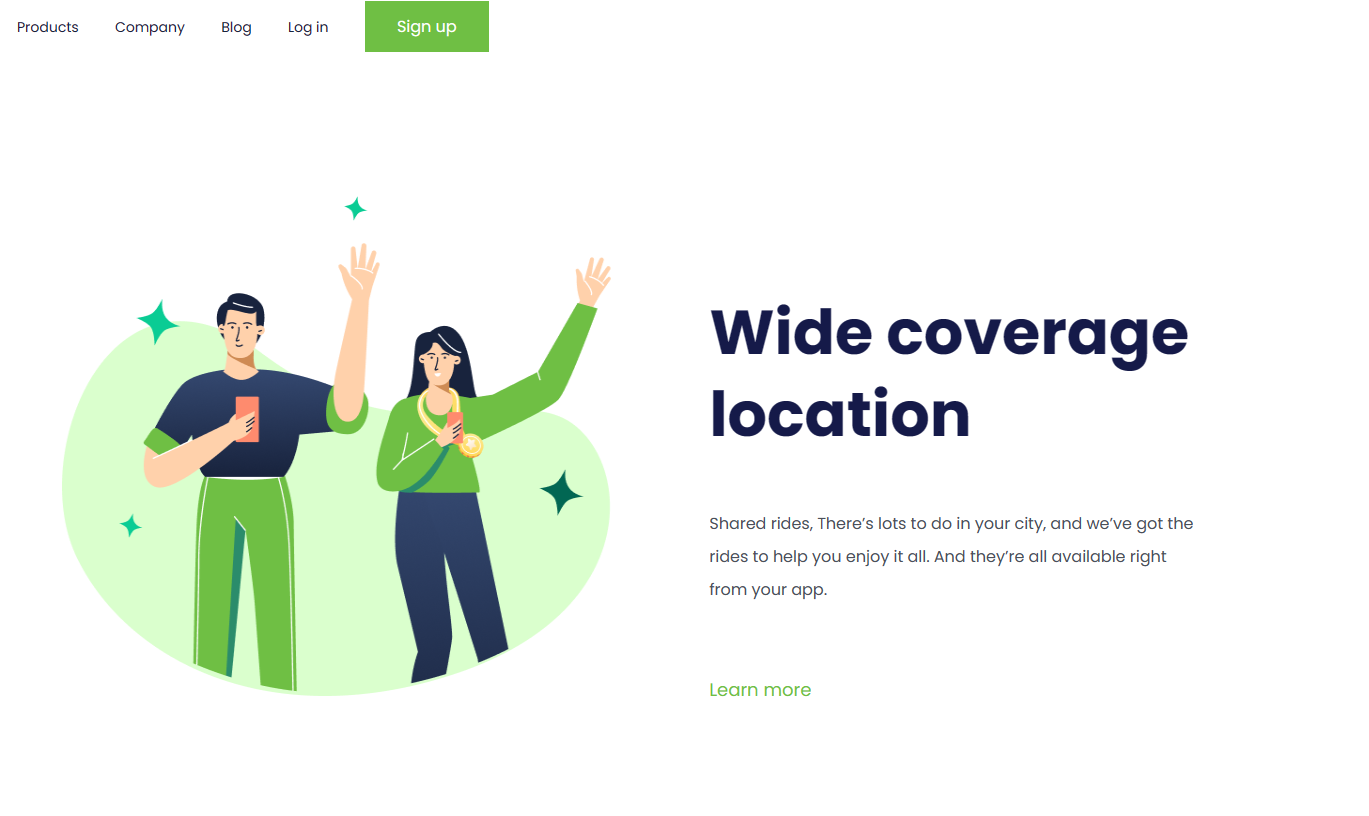 Products Company Blog Log in Sign up
Wide coverage
location
Shared rides, There’s lots to do in your city, and we’ve got the
rides to help you enjoy it all. And they’re all available right
from your app.
Learn more